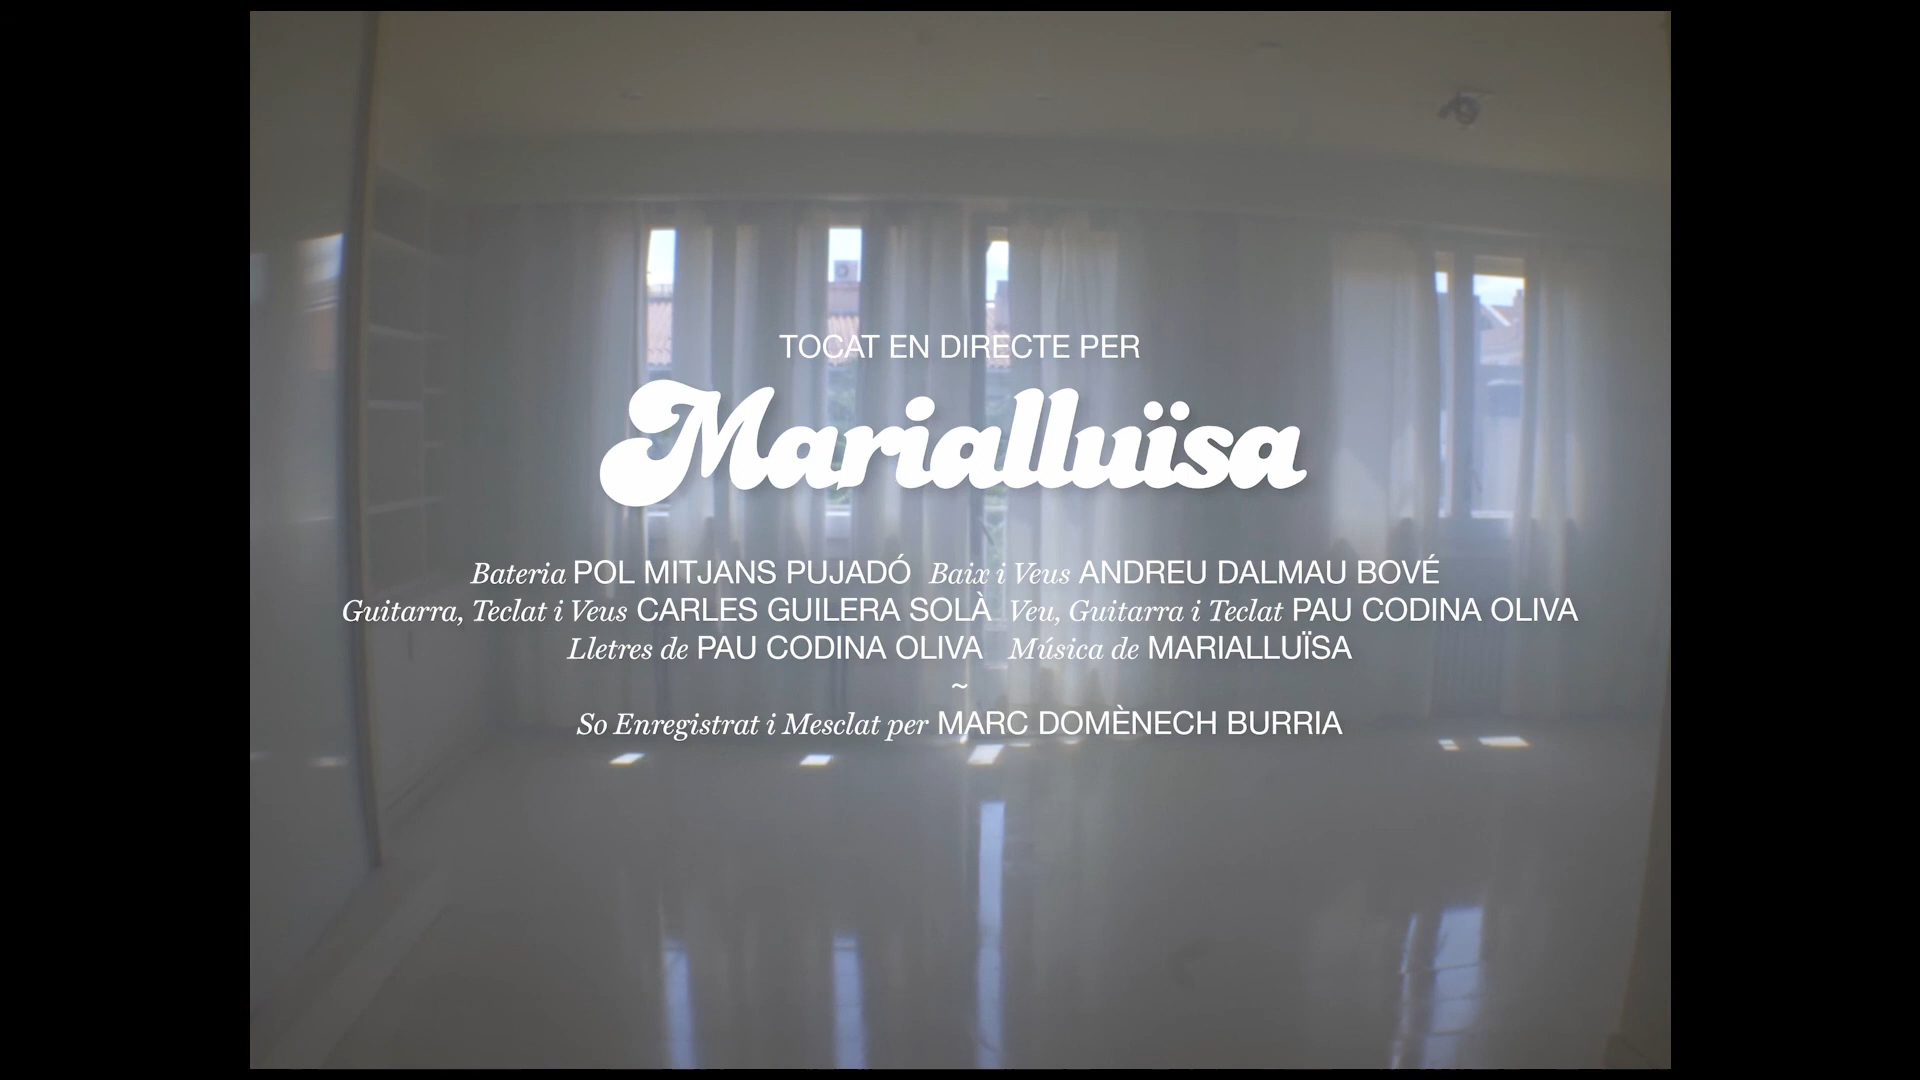 TOCAT EN DIRECTE PER
Marialluïsa
Bateria POL MITJANS PUJADÓ Baix i Veus ANDREU DALMAU BOVÉ
Guitarra, Teclat i Veus CARLES GUILERA SOLÀ Veu, Guitarra i Teclat PAU CODINA OLIVA
Lletres de PAU CODINA OLIVA Música de MARIALLUÏSA
~
So Enregistrat i Mesclat per MARC DOMÈNECH BURRIA